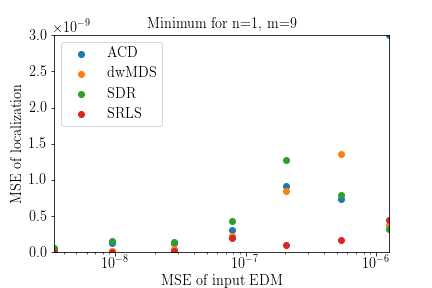 Minimum for n=1, m=9
×10⁻⁹
3.0
2.5
2.0
1.5
1.0
0.5
0.0
MSE of localization
ACD
dwMDS
SDR
SRLS
10⁻⁸
10⁻⁷
10⁻⁶
MSE of input EDM